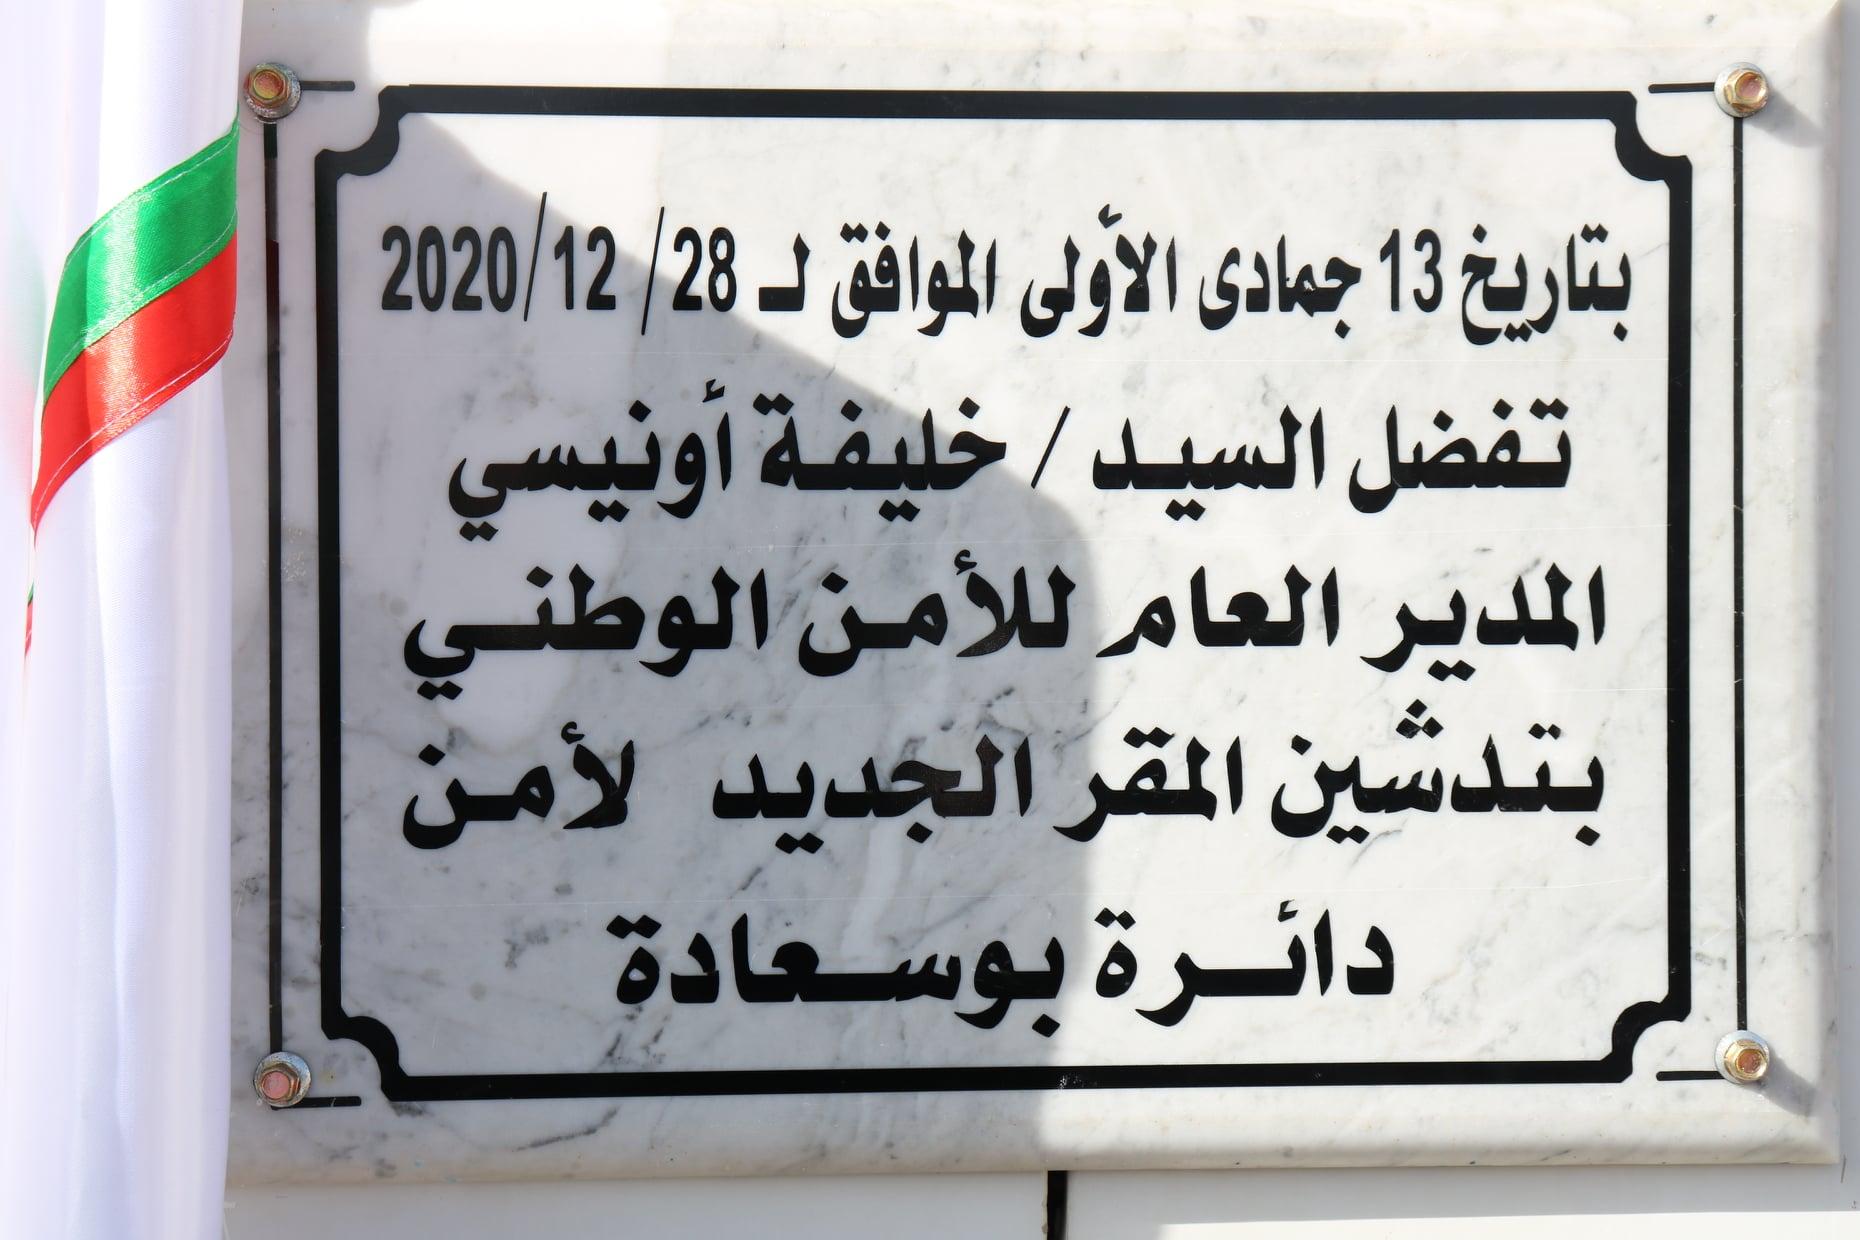 بتاريخ 13 جمادى الأولى الموافق لـ 28/ 12/ 2020
تفضل السيد / خليفة أونيسي
المدير العام للأمن الوطني
بتدشين المقر الجديد لأمن
دائرة بوسعادة